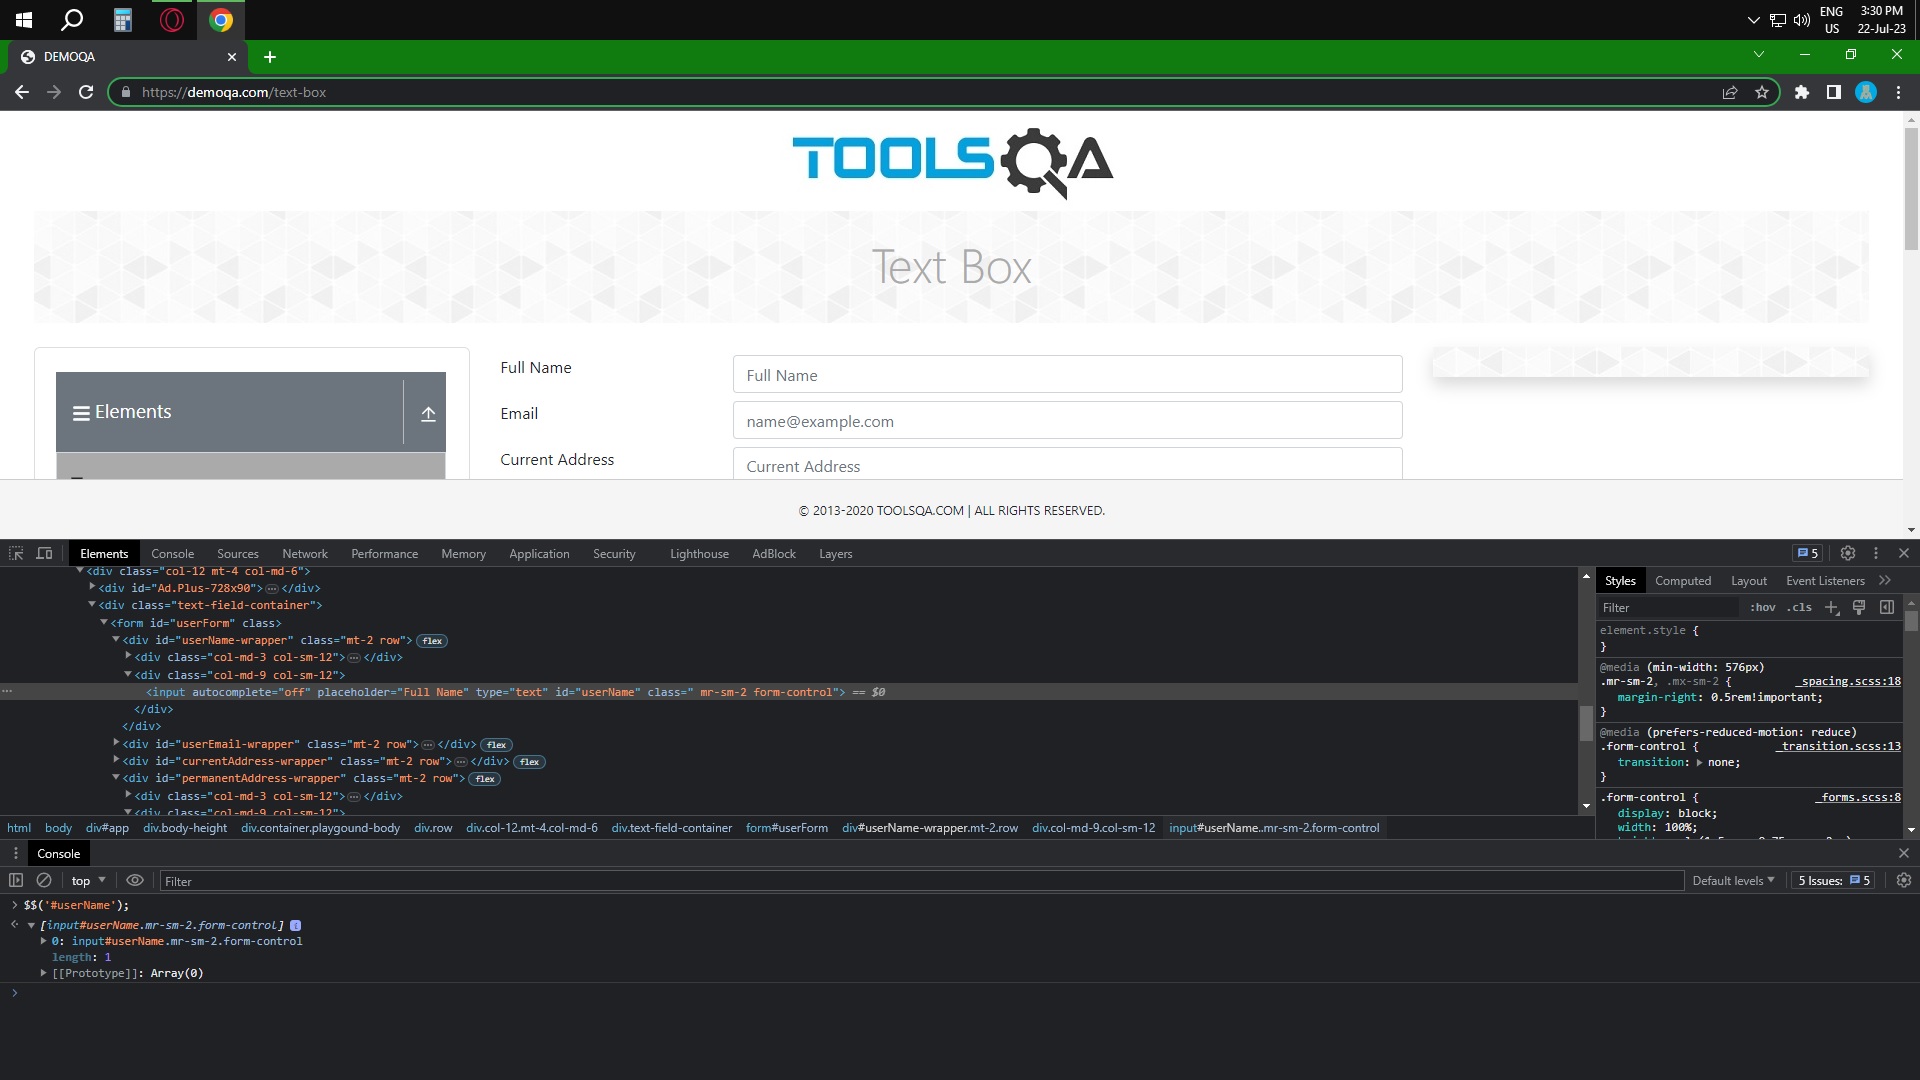 ENG
US
3:30 PM
22-Jul-23
DEMOQA
https://demoqa.com/text-box
TOOLSQA
Text Box
Full Name
Full Name
Elements
Email
name@example.com
Current Address
Current Address
© 2013-2020 TOOLSQA.COM | ALL RIGHTS RESERVED.
Elements Console Sources Network Performance Memory Application Security Lighthouse AdBlock Layers 5
<div class="col-12 mt-4 col-md-6">
<div id="Ad.Plus-728x90">…</div>
<div class="text-field-container">
<form id="userForm" class>
<div id="userName-wrapper" class="mt-2 row"> flex
<div class="col-md-3 col-sm-12">…</div>
<div class="col-md-9 col-sm-12">
… <input autocomplete="off" placeholder="Full Name" type="text" id="userName" class=" mr-sm-2 form-control"> == $0
</div>
</div>
<div id="userEmail-wrapper" class="mt-2 row">…</div> flex
<div id="currentAddress-wrapper" class="mt-2 row">…</div> flex
<div id="permanentAddress-wrapper" class="mt-2 row"> flex
<div class="col-md-3 col-sm-12">…</div>
<div class="col-md-9 col-sm-12">
Styles Computed Layout Event Listeners
Filter :hov .cls
element.style {
}
@media (min-width: 576px)
.mr-sm-2, .mx-sm-2 { _spacing.scss:18
margin-right: 0.5rem!important;
}
@media (prefers-reduced-motion: reduce)
.form-control { _transition.scss:13
transition: none;
}
.form-control { _forms.scss:8
display: block;
width: 100%;
html body div#app div.body-height div.container.playgound-body div.row div.col-12.mt-4.col-md-6 div.text-field-container form#userForm div#userName-wrapper.mt-2.row div.col-md-9.col-sm-12 input#userName..mr-sm-2.form-control
Console
top Filter Default levels 5 Issues: 5
> $$('#userName');
[input#userName.mr-sm-2.form-control] i
0: input#userName.mr-sm-2.form-control
length: 1
[[Prototype]]: Array(0)
>